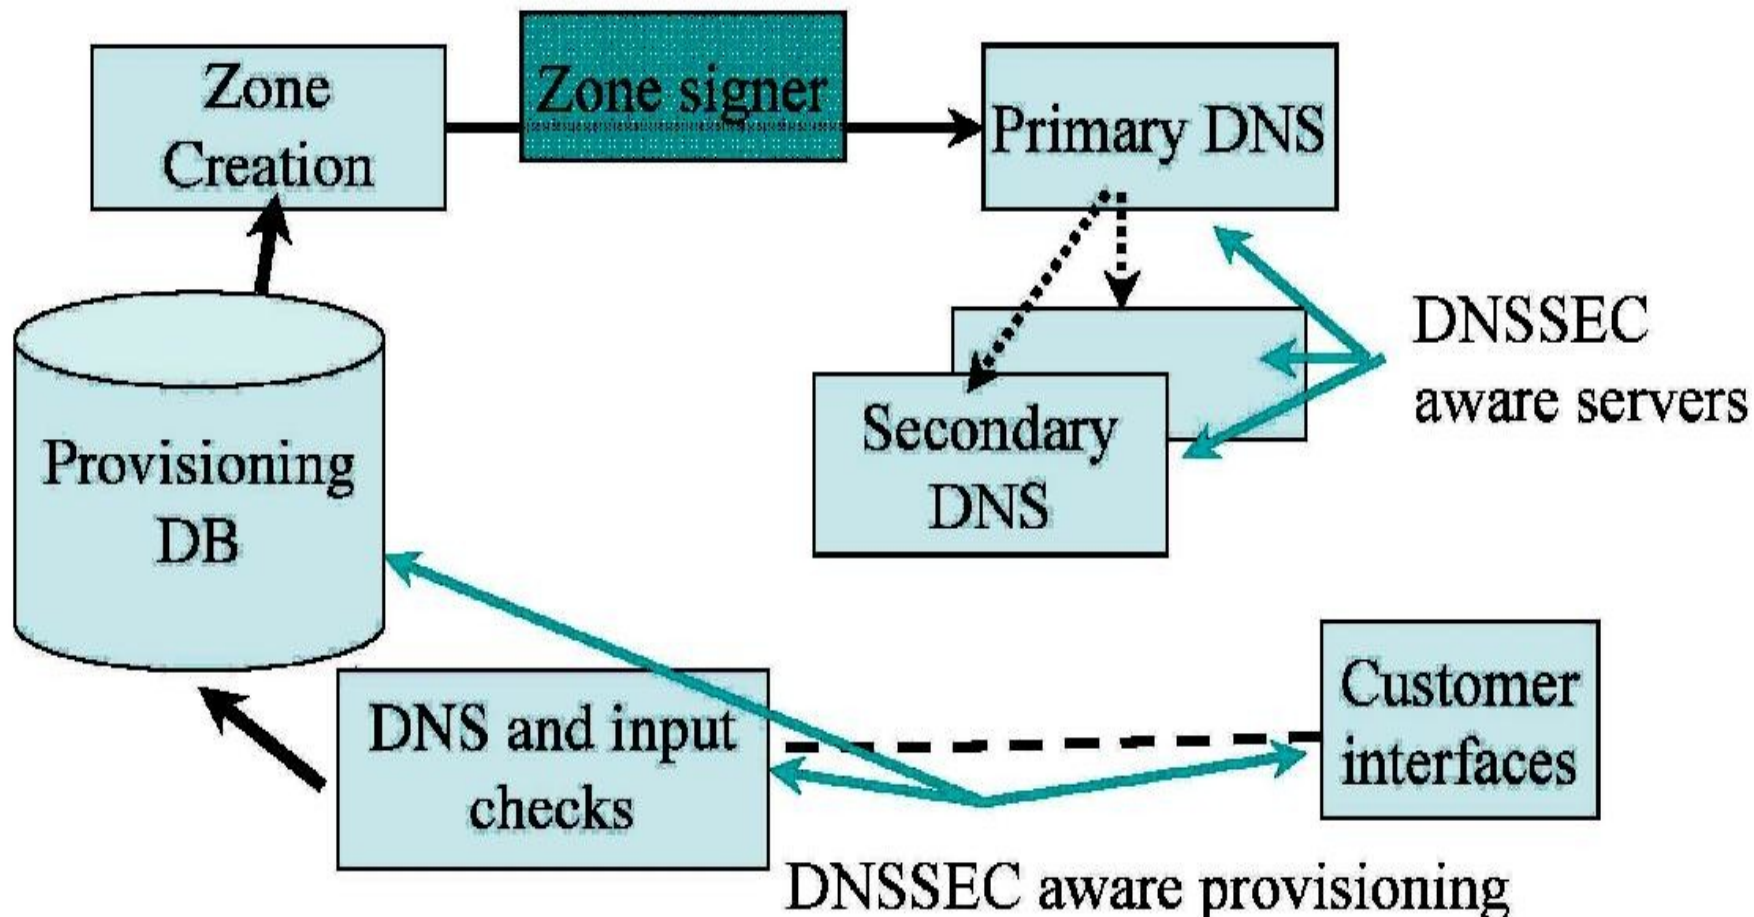 Zone
Creation
Zone signer
Primary DNS
DNSSEC
aware servers
Secondary
DNS
Provisioning
DB
DNS and input
checks
Customer
interfaces
DNSSEC aware provisioning